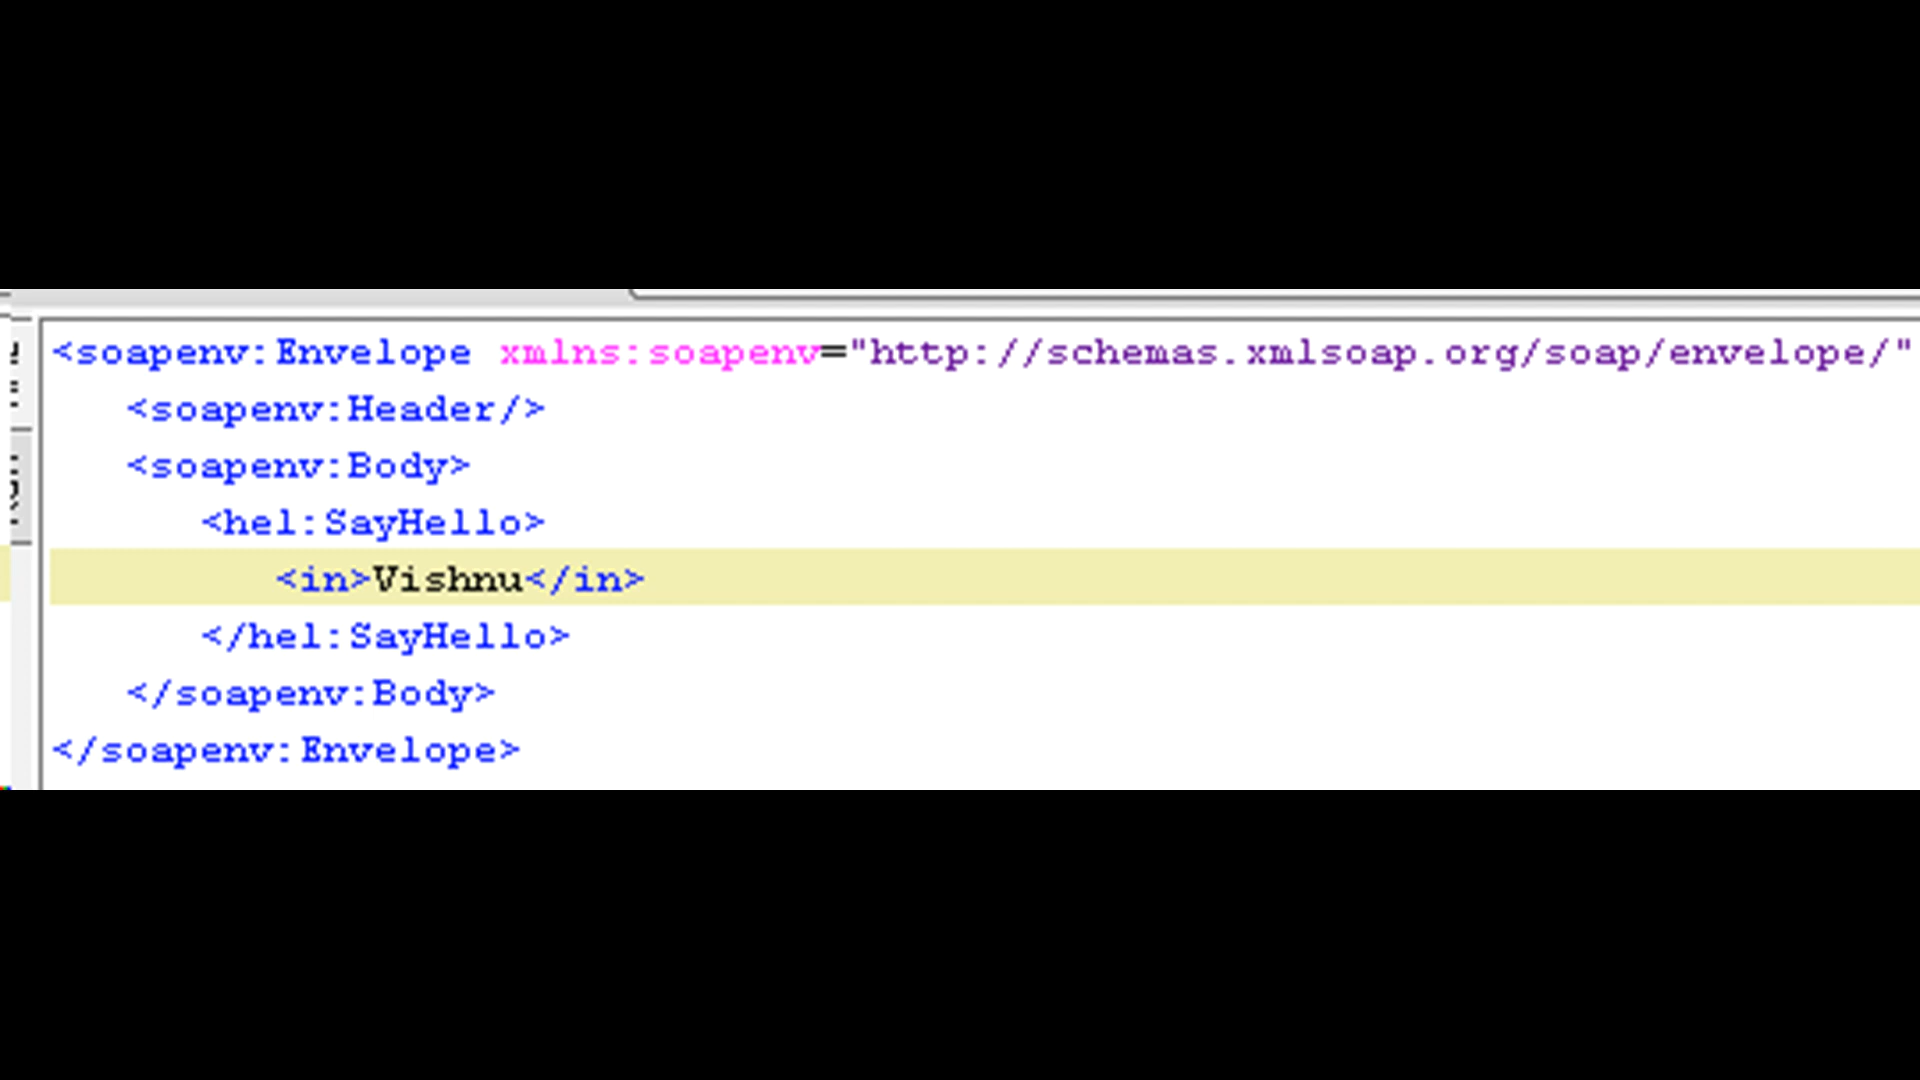 <soapenv:Envelope xmlns:soapenv="http://schemas.xmlsoap.org/soap/envelope/"
<soapenv:Header/>
<soapenv:Body>
<hel:SayHello>
<in>Vishnu</in>
</hel:SayHello>
</soapenv:Body>
</soapenv:Envelope>